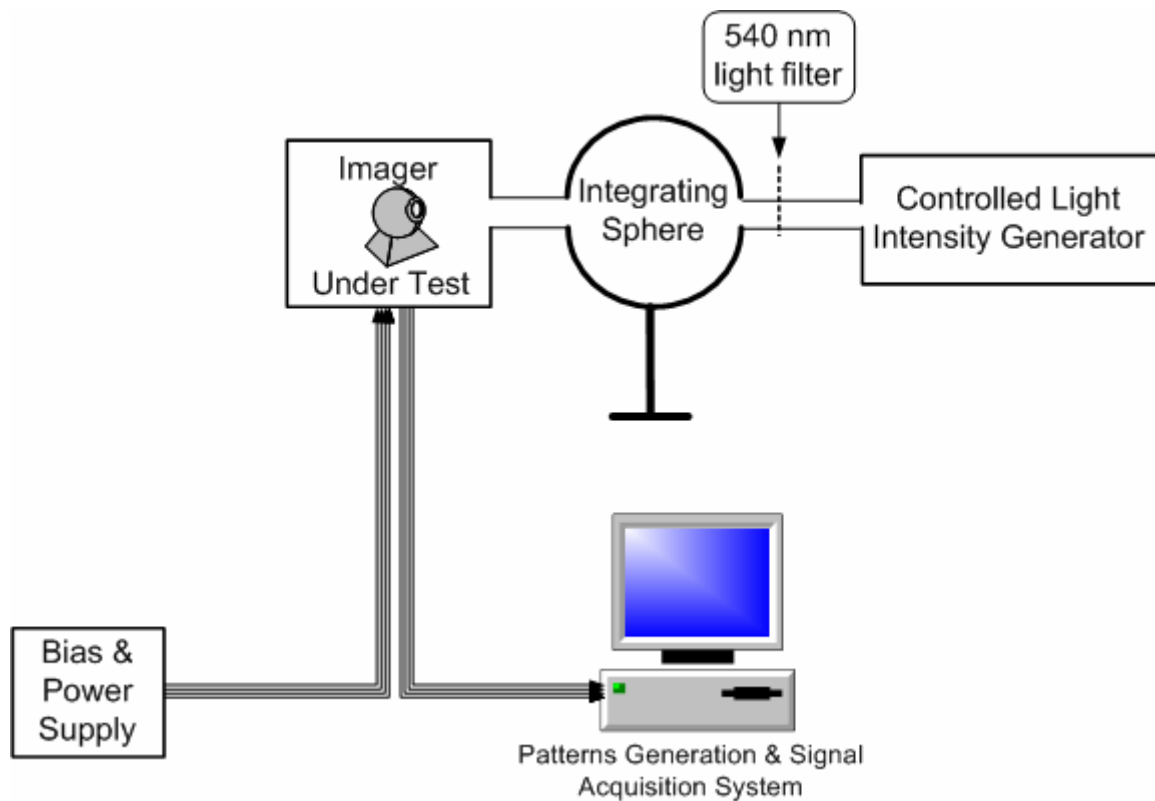 540 nm
light filter
Imager
Under Test
Integrating
Sphere
Controlled Light
Intensity Generator
Bias &
Power
Supply
Patterns Generation & Signal
Acquisition System